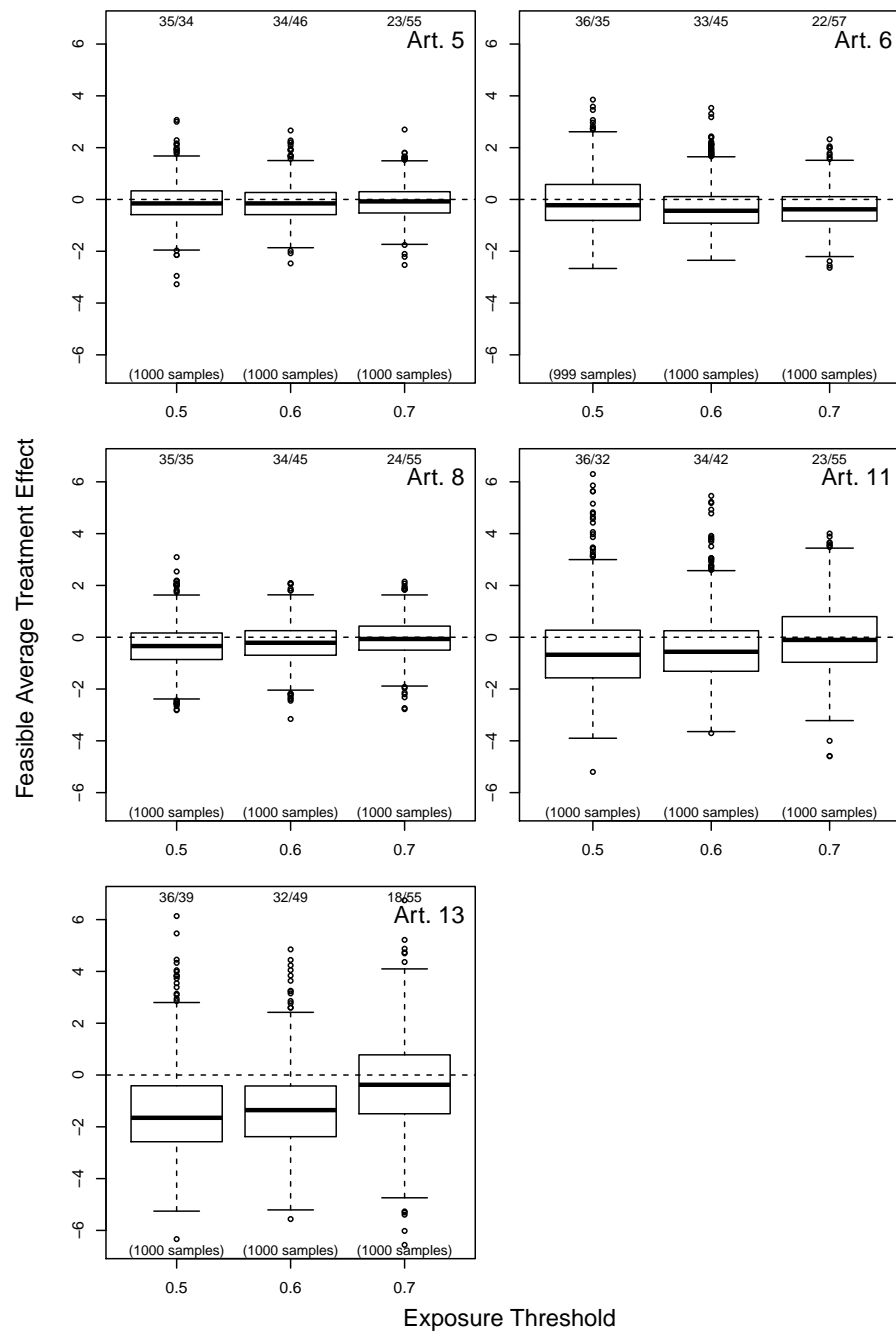 35/34 34/46 23/55
Art. 5
6
4
2
0
−2
−4
−6
(1000 samples) (1000 samples) (1000 samples)
0.5 0.6 0.7
36/35 33/45 22/57
Art. 6
6
4
2
0
−2
−4
−6
(999 samples) (1000 samples) (1000 samples)
0.5 0.6 0.7
Feasible Average Treatment Effect
35/35 34/45 24/55
Art. 8
6
4
2
0
−2
−4
−6
(1000 samples) (1000 samples) (1000 samples)
0.5 0.6 0.7
36/32 34/42 23/55
Art. 11
6
4
2
0
−2
−4
−6
(1000 samples) (1000 samples) (1000 samples)
0.5 0.6 0.7
36/39 32/49 18/55
Art. 13
6
4
2
0
−2
−4
−6
(1000 samples) (1000 samples) (1000 samples)
0.5 0.6 0.7
Exposure Threshold